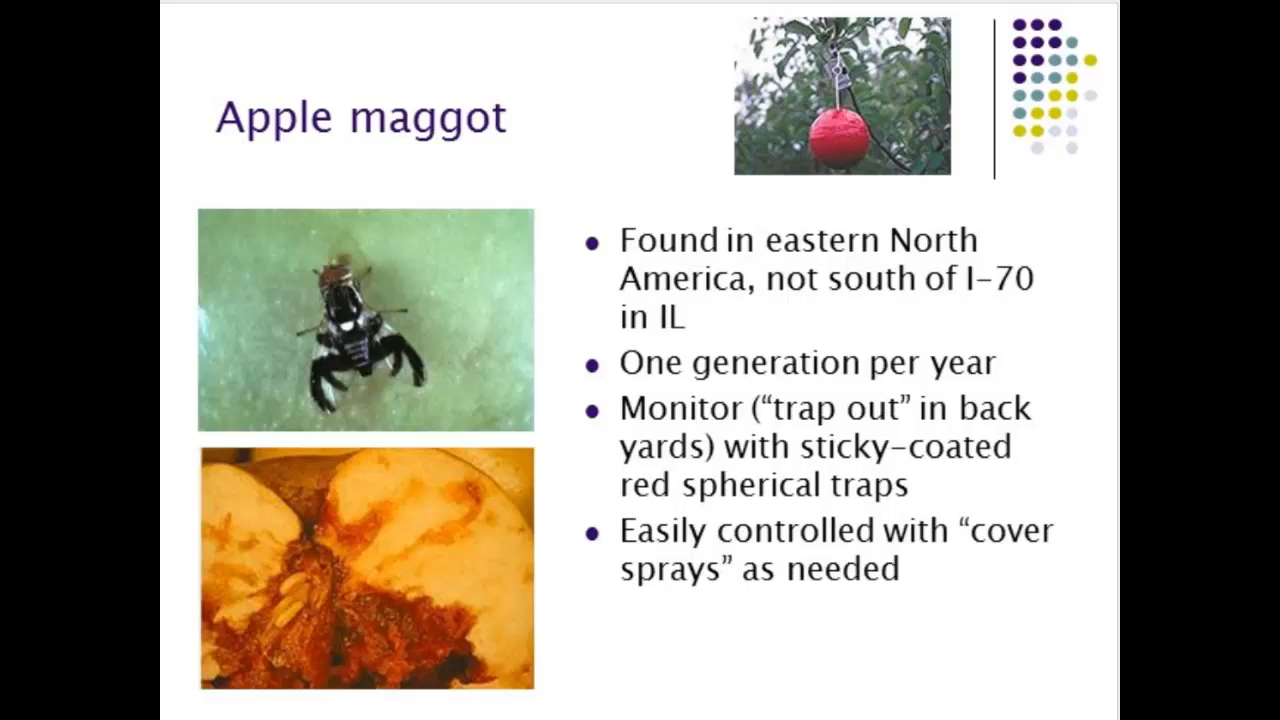 Apple maggot
Found in eastern North
America, not south of I-70
in IL
One generation per year
Monitor (“trap out” in back
yards) with sticky-coated
red spherical traps
Easily controlled with “cover
sprays” as needed